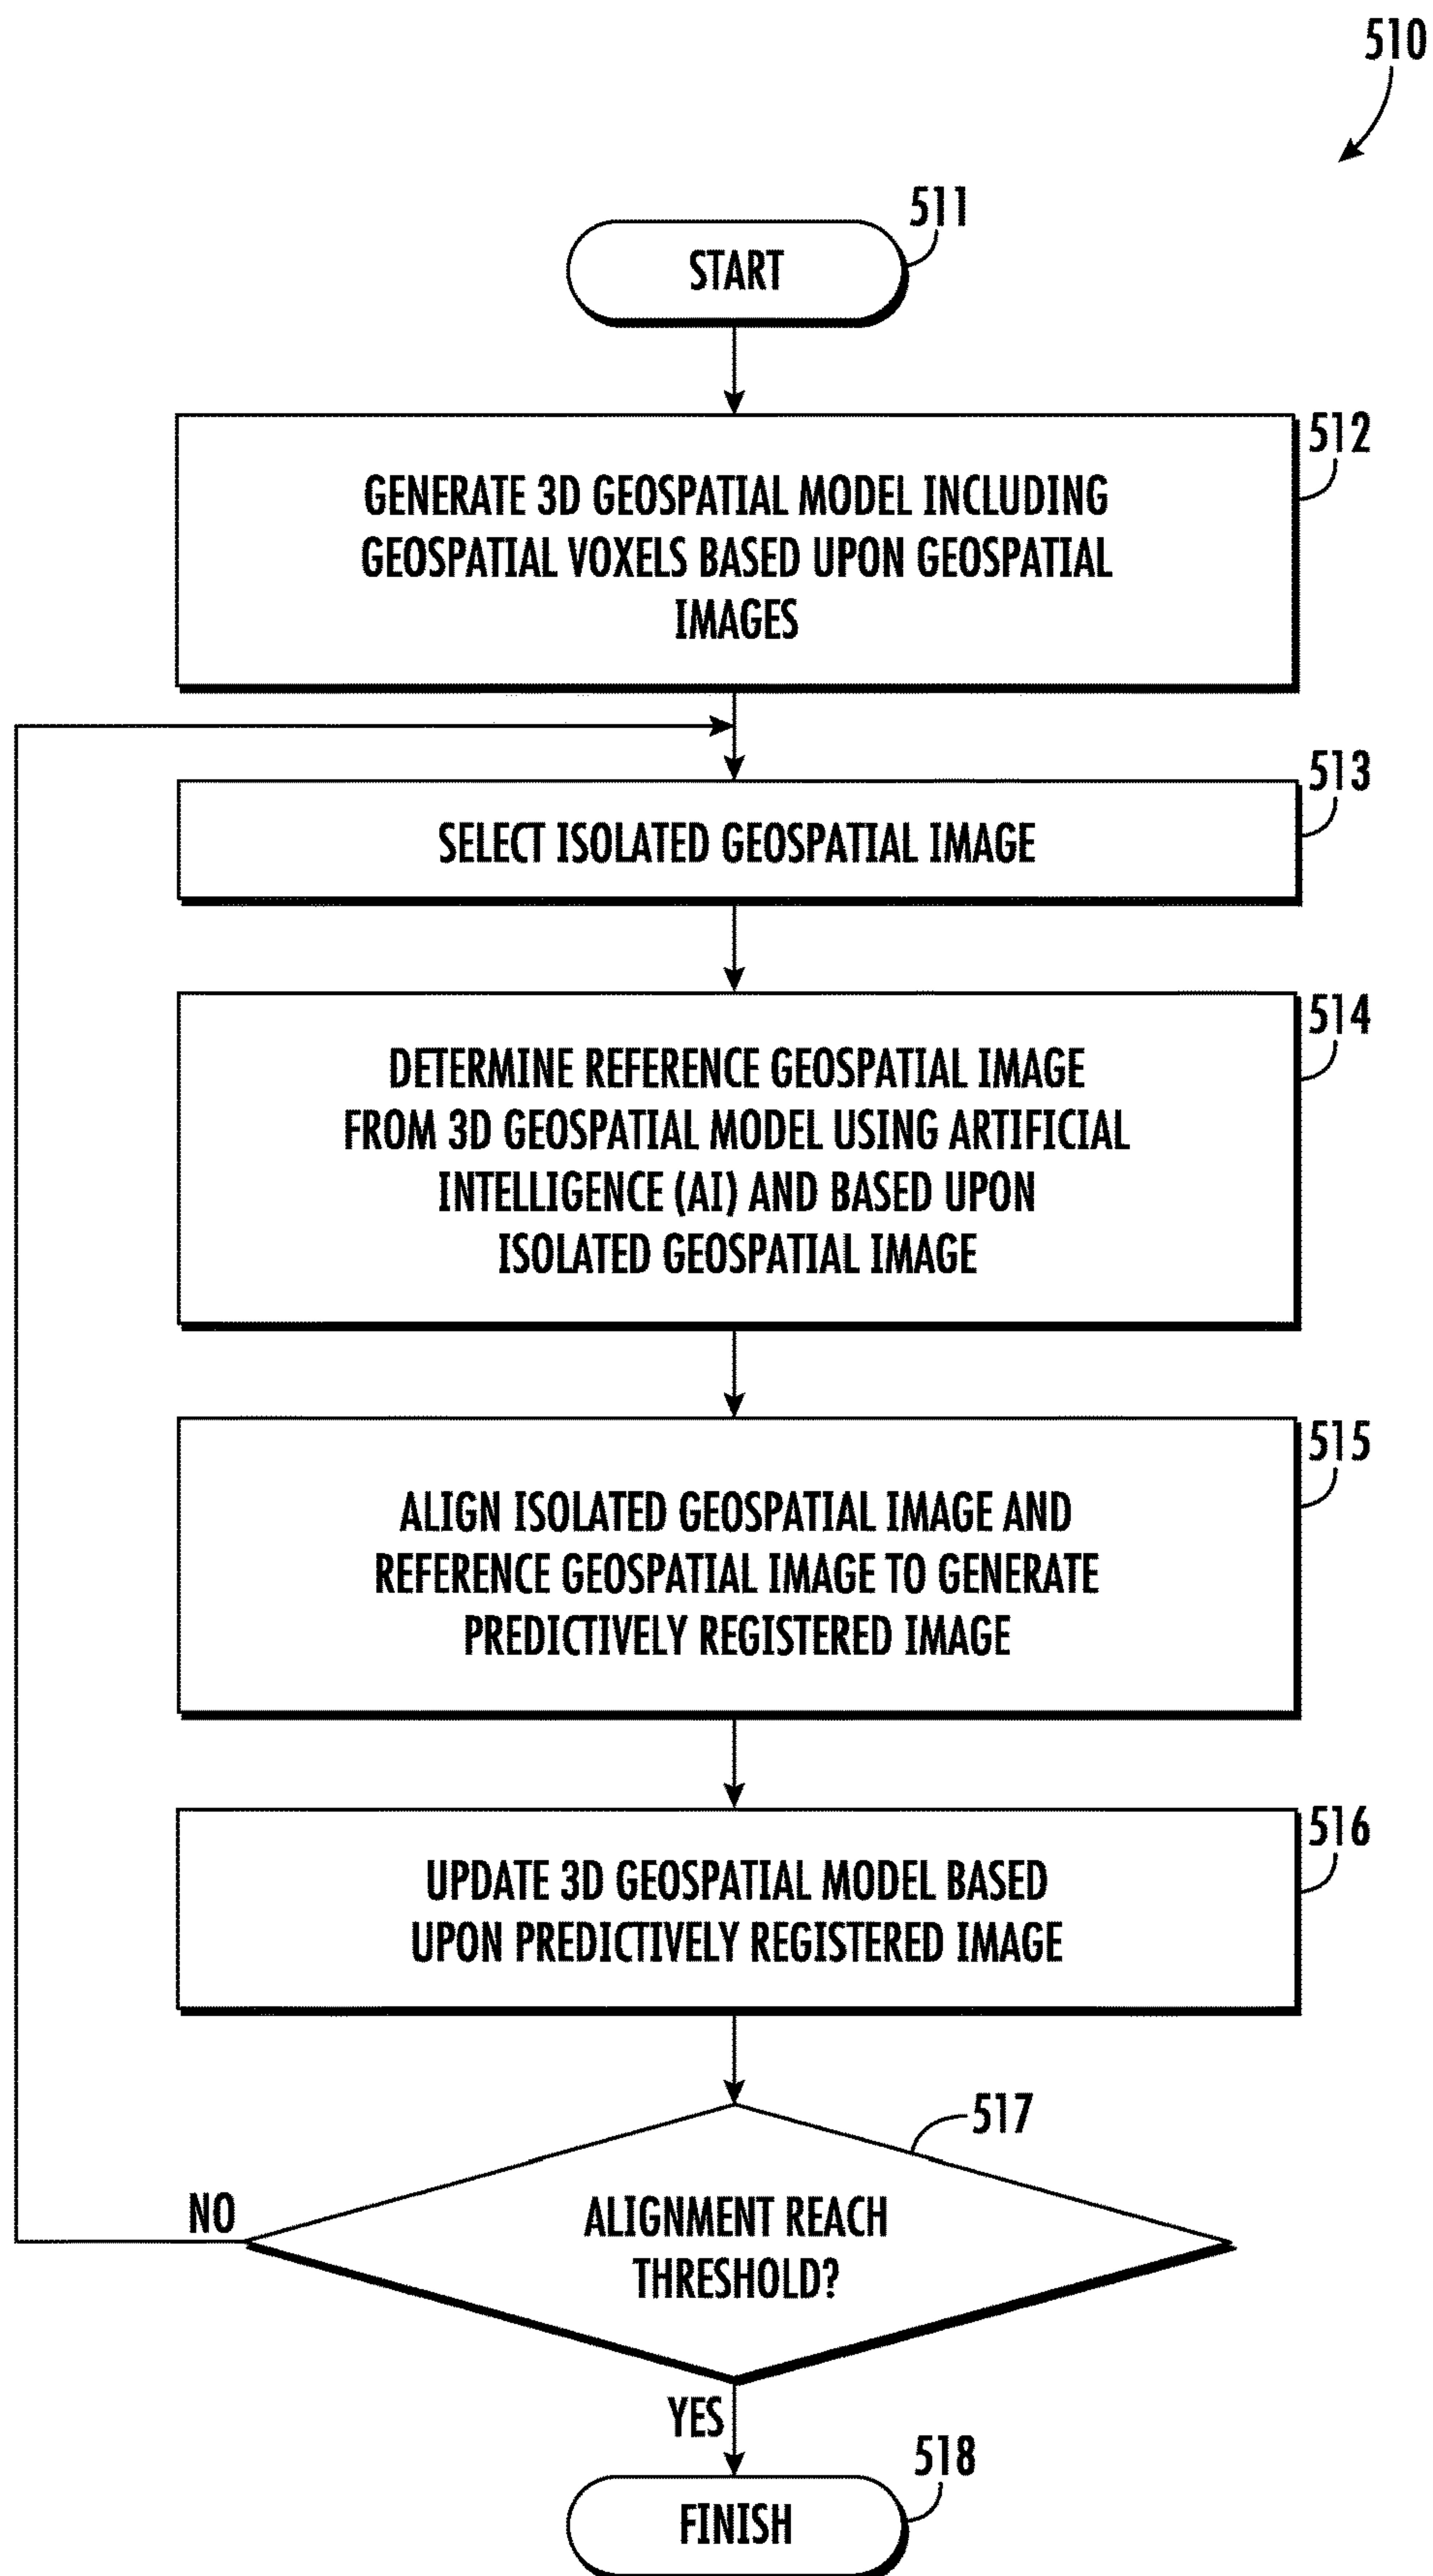 510
511
START
512
GENERATE 3D GEOSPATIAL MODEL INCLUDING
GEOSPATIAL VOXELS BASED UPON GEOSPATIAL
IMAGES
513
SELECT ISOLATED GEOSPATIAL IMAGE
514
DETERMINE REFERENCE GEOSPATIAL IMAGE
FROM 3D GEOSPATIAL MODEL USING ARTIFICIAL
INTELLIGENCE (AI) AND BASED UPON
ISOLATED GEOSPATIAL IMAGE
515
ALIGN ISOLATED GEOSPATIAL IMAGE AND
REFERENCE GEOSPATIAL IMAGE TO GENERATE
PREDICTIVELY REGISTERED IMAGE
516
UPDATE 3D GEOSPATIAL MODEL BASED
UPON PREDICTIVELY REGISTERED IMAGE
517
NO
ALIGNMENT REACH
THRESHOLD?
YES
518
FINISH